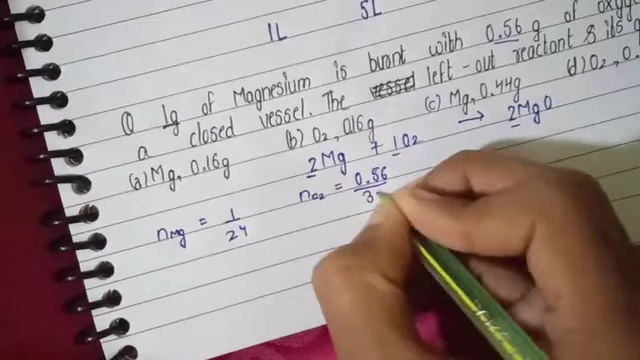 1L 5L
Q 1g of Magnesium is burnt with 0.56 g of
a closed vessel. The left-out reactant & its
(a) Mg, 0.16g (b) O₂, 0.16g (c) Mg, 0.44g (d) O₂, 0.
2Mg + 1O₂ → 2MgO
nMg = 1/24 nO₂ = 0.56/3